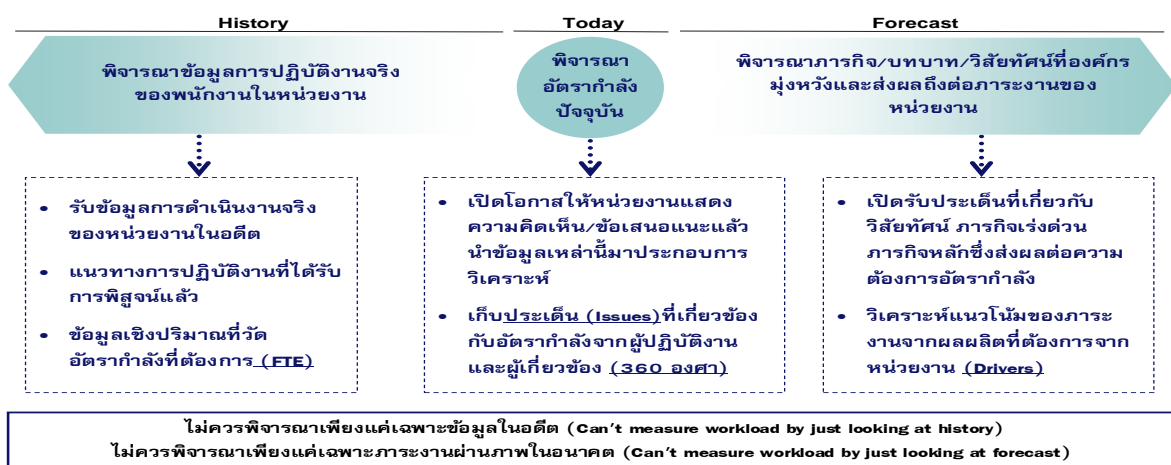 History
Today
Forecast
พิจารณาข้อมูลการปฏิบัติงานจริง
ของพนักงานในหน่วยงาน
พิจารณา
อัตรากำลัง
ปัจจุบัน
พิจารณาภารกิจ/บทบาท/วิสัยทัศน์ที่องค์กร
มุ่งหวังและส่งผลถึงต่อภาระงานของ
หน่วยงาน
• รับข้อมูลการดำเนินงานจริง
ของหน่วยงานในอดีต
• แนวทางการปฏิบัติงานที่ได้รับ
การพิสูจน์แล้ว
• ข้อมูลเชิงปริมาณที่วัด
อัตรากำลังที่ต้องการ (FTE)
• เปิดโอกาสให้หน่วยงานแสดง
ความคิดเห็น/ข้อเสนอแนะแล้ว
นำข้อมูลเหล่านี้มาประกอบการ
วิเคราะห์
• เก็บประเด็น (Issues)ที่เกี่ยวข้อง
กับอัตรากำลังจากผู้ปฏิบัติงาน
และผู้เกี่ยวข้อง (360 องศา)
• เปิดรับประเด็นที่เกี่ยวกับ
วิสัยทัศน์ ภารกิจเร่งด่วน
ภารกิจหลักซึ่งส่งผลต่อความ
ต้องการอัตรากำลัง
• วิเคราะห์แนวโน้มของภาระ
งานจากผลผลิตที่ต้องการจาก
หน่วยงาน (Drivers)
ไม่ควรพิจารณาเพียงแค่เฉพาะข้อมูลในอดีต (Can't measure workload by just looking at history)
ไม่ควรพิจารณาเพียงแค่เฉพาะภาระงานผ่านภาพในอนาคต (Can't measure workload by just looking at forecast)